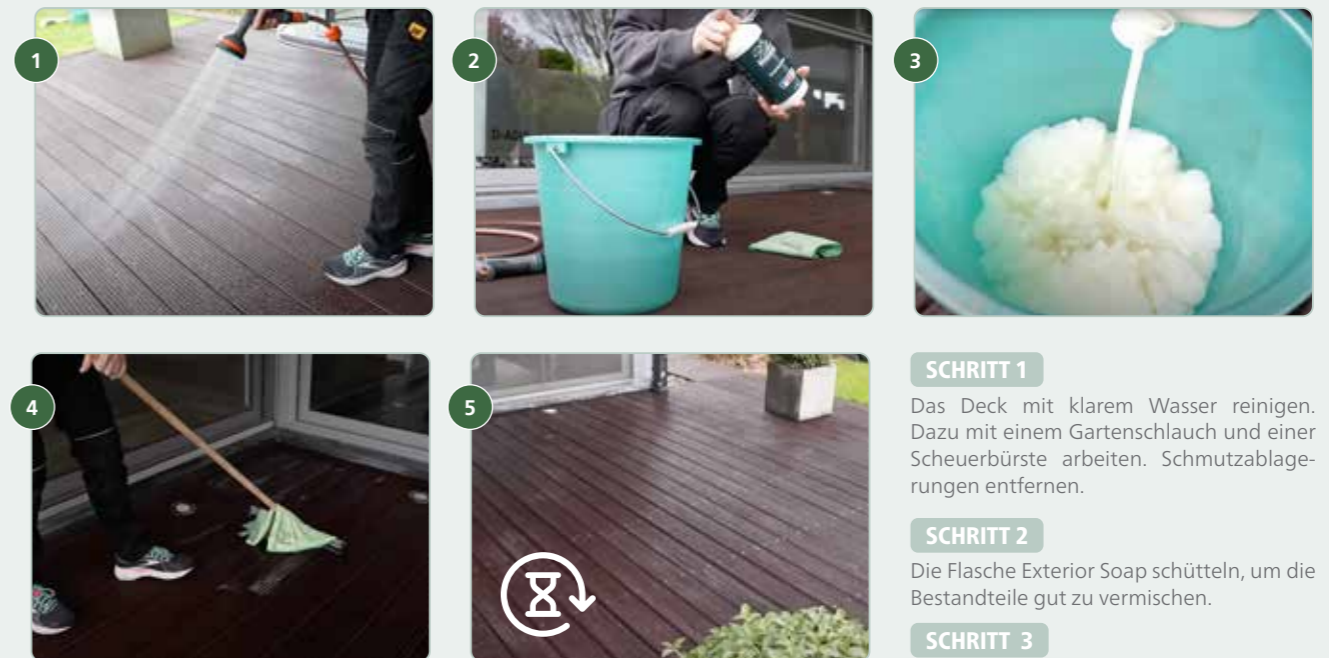 1
2
3
4
5
SCHRITT 1
Das Deck mit klarem Wasser reinigen.
Dazu mit einem Gartenschlauch und einer
Scheuerbürste arbeiten. Schmutzablage-
rungen entfernen.
SCHRITT 2
Die Flasche Exterior Soap schütteln, um die
Bestandteile gut zu vermischen.
SCHRITT 3